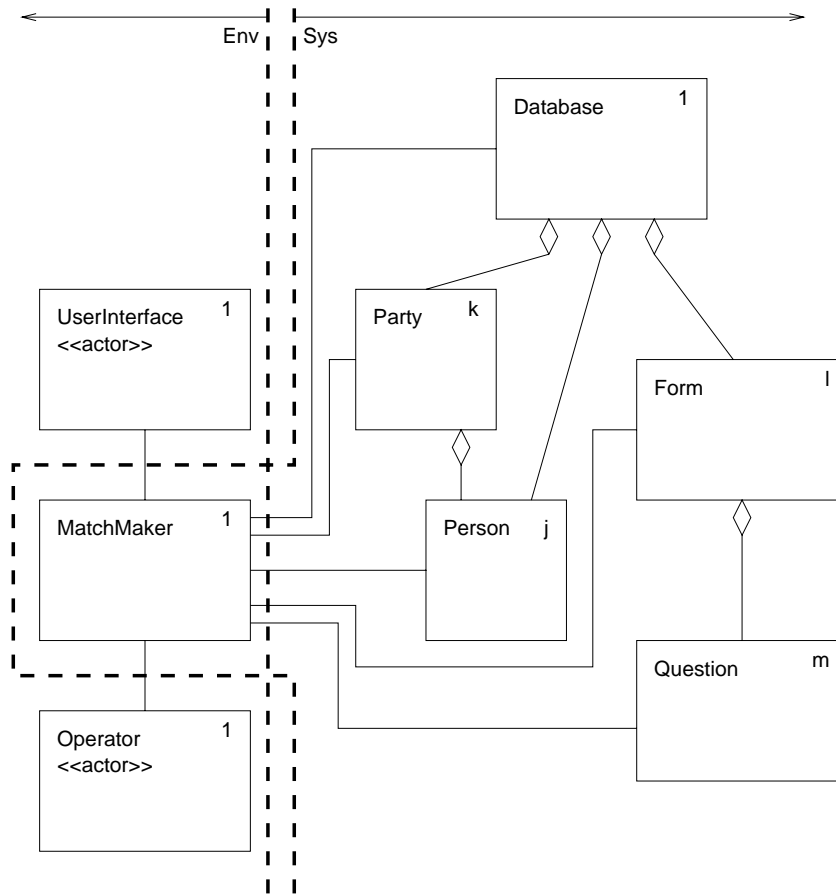 Env
Sys
Database
1
UserInterface
1
<<actor>>
Party
k
Form
l
MatchMaker
1
Person
j
Question
m
Operator
1
<<actor>>